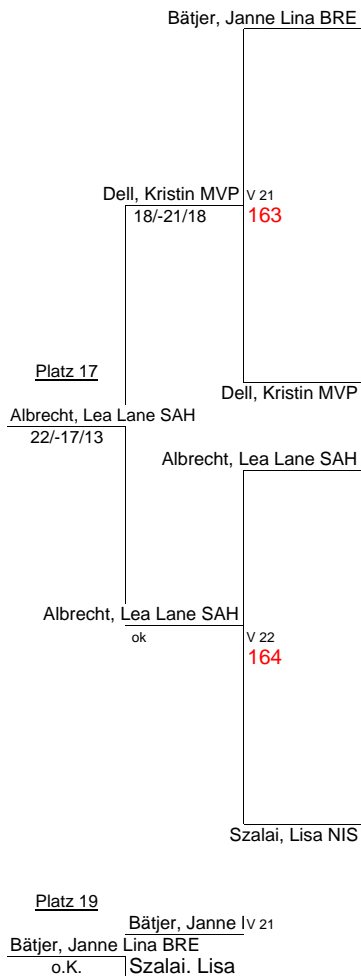 Bätjer, Janne Lina BRE
Dell, Kristin MVP V 21
18/-21/18 163
Platz 17
Dell, Kristin MVP
Albrecht, Lea Lane SAH
22/-17/13
Albrecht, Lea Lane SAH
Albrecht, Lea Lane SAH
ok V 22
164
Szalai, Lisa NIS
Platz 19
Bätjer, Janne V 21
Bätjer, Janne Lina BRE
o.K. Szalai. Lisa